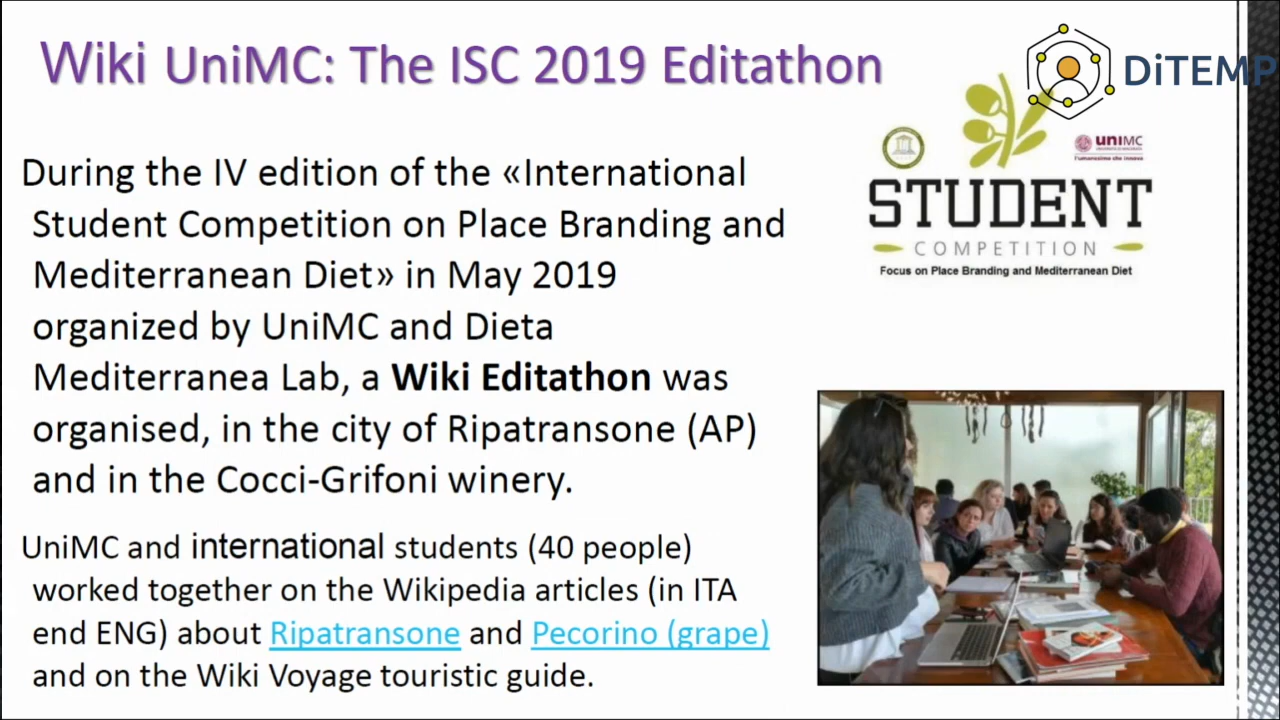 Wiki UniMC: The ISC 2019 Editathon
DiTEMP
During the IV edition of the «International
Student Competition on Place Branding and
Mediterranean Diet» in May 2019
organized by UniMC and Dieta
Mediterranea Lab, a Wiki Editathon was
organised, in the city of Ripatransone (AP)
and in the Cocci-Grifoni winery.
UniMC and international students (40 people)
worked together on the Wikipedia articles (in ITA
end ENG) about Ripatransone and Pecorino (grape)
and on the Wiki Voyage touristic guide.
unimc
l'umanesimo che innova
STUDENT
COMPETITION
Focus on Place Branding and Mediterranean Diet